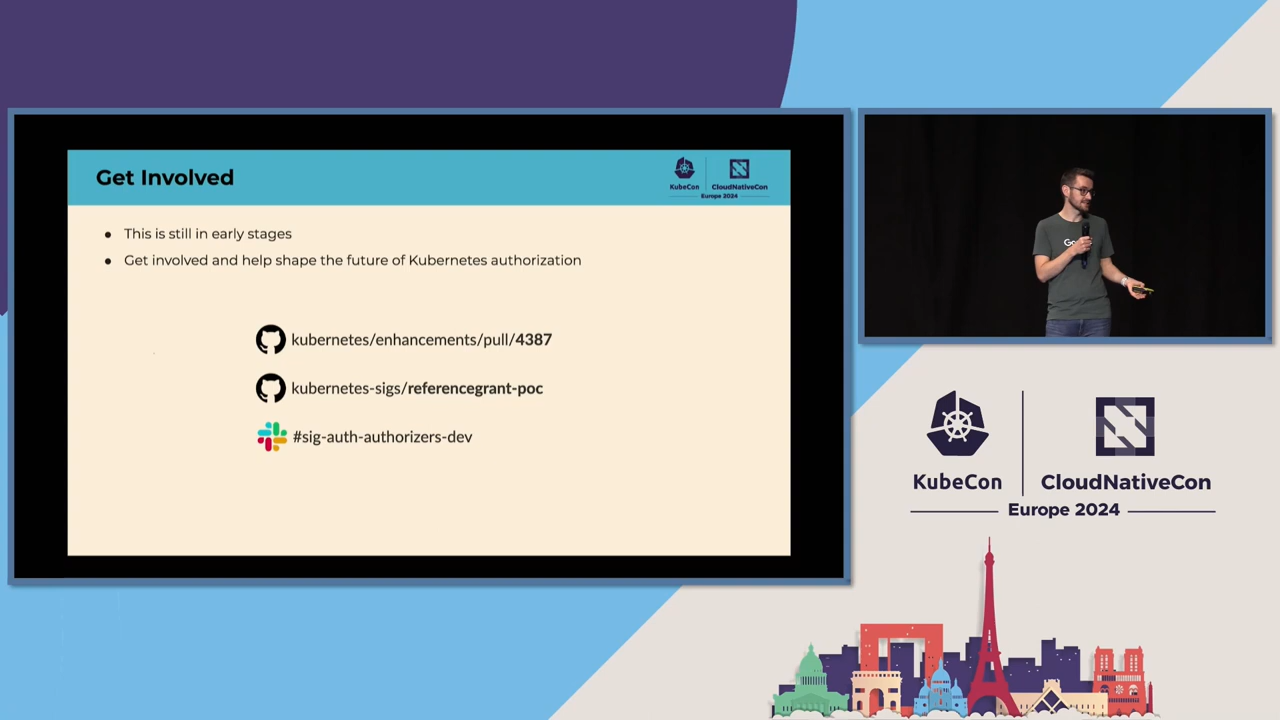 Get Involved
KubeCon
CloudNativeCon
Europe 2024
● This is still in early stages
● Get involved and help shape the future of Kubernetes authorization
kubernetes/enhancements/pull/4387
kubernetes-sigs/referencegrant-poc
#sig-auth-authorizers-dev
KubeCon
CloudNativeCon
Europe 2024